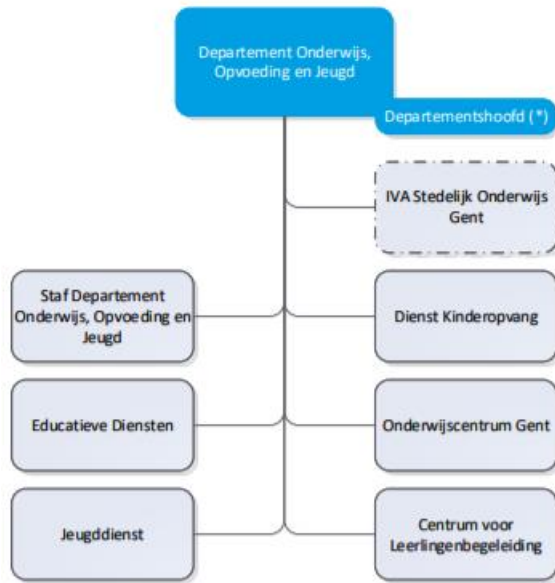 Departement Onderwijs,
Opvoeding en Jeugd
Departementshoofd (*)
IVA Stedelijk Onderwijs
Gent
Staf Departement
Onderwijs, Opvoeding en
Jeugd
Dienst Kinderopvang
Educatieve Diensten
Onderwijscentrum Gent
Jeugddienst
Centrum voor
Leerlingenbegeleiding